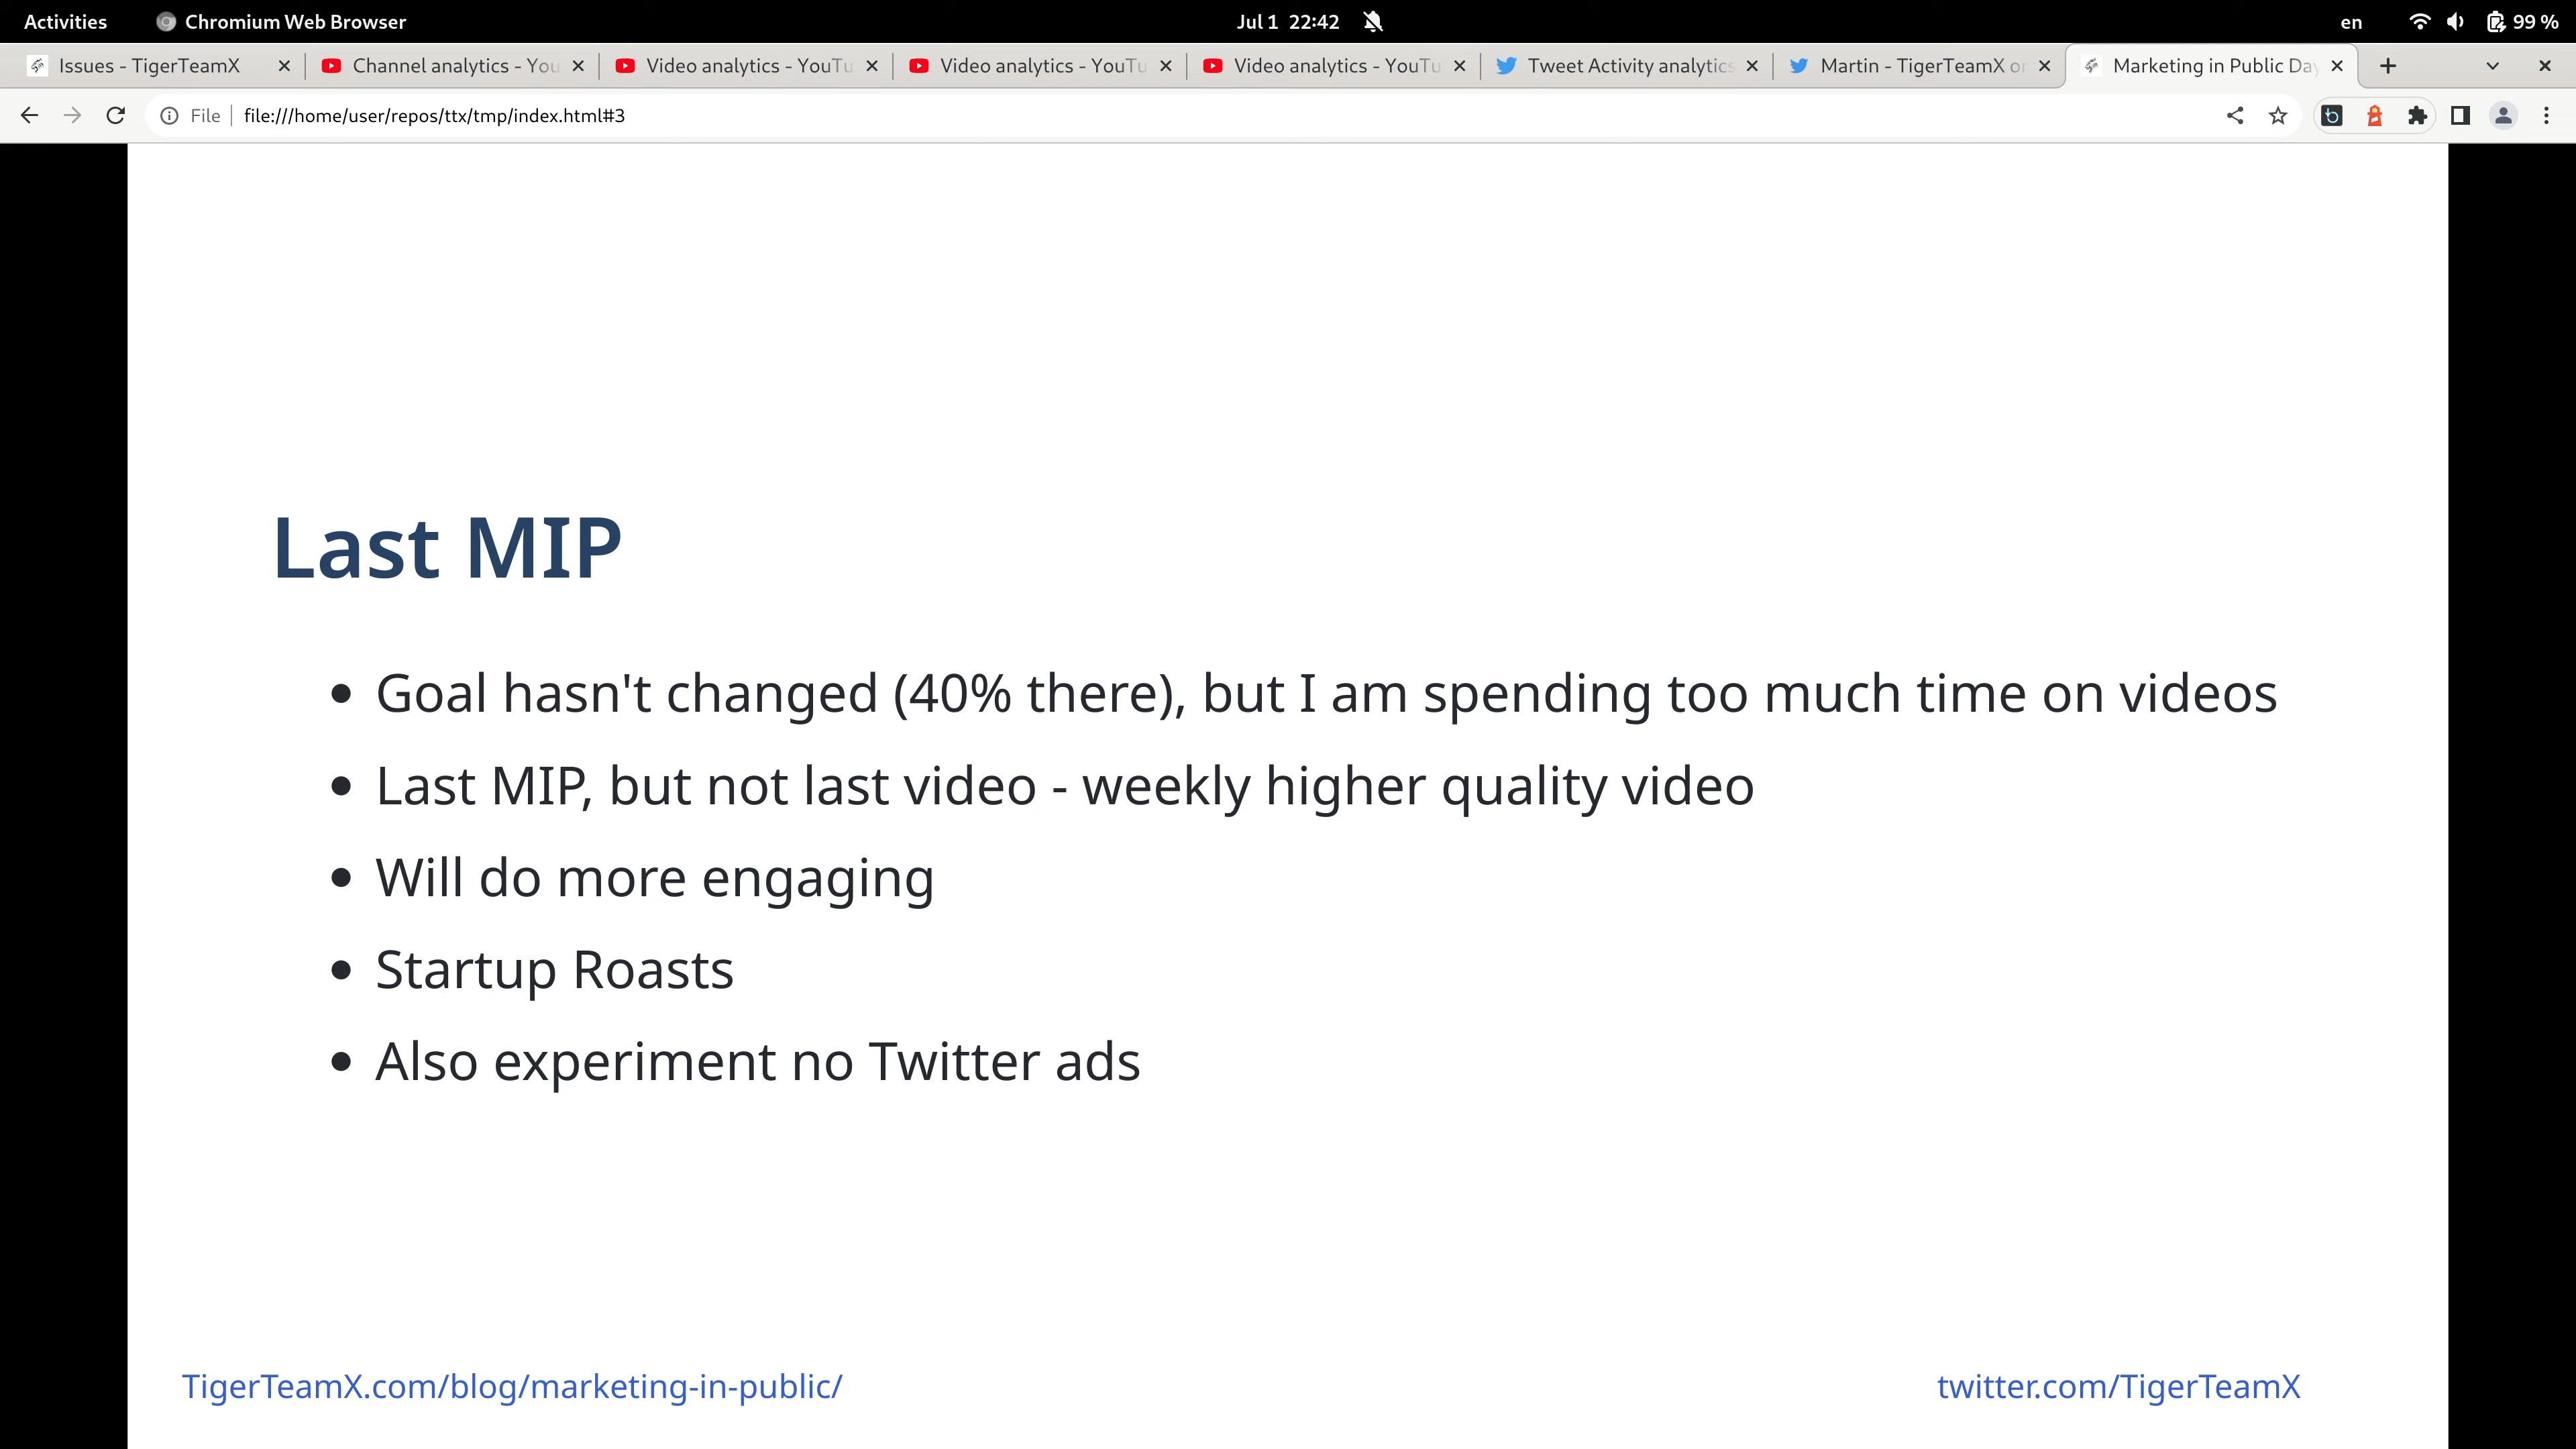 Activities Chromium Web Browser Jul 1 22:42 en 99 %
Issues - TigerTeamX Channel analytics - You Video analytics - YouTu Video analytics - YouTu Video analytics - YouTu Tweet Activity analytics Martin - TigerTeamX on Marketing in Public Day
File file:///home/user/repos/ttx/tmp/index.html#3
Last MIP
• Goal hasn't changed (40% there), but I am spending too much time on videos
• Last MIP, but not last video - weekly higher quality video
• Will do more engaging
• Startup Roasts
• Also experiment no Twitter ads
TigerTeamX.com/blog/marketing-in-public/ twitter.com/TigerTeamX